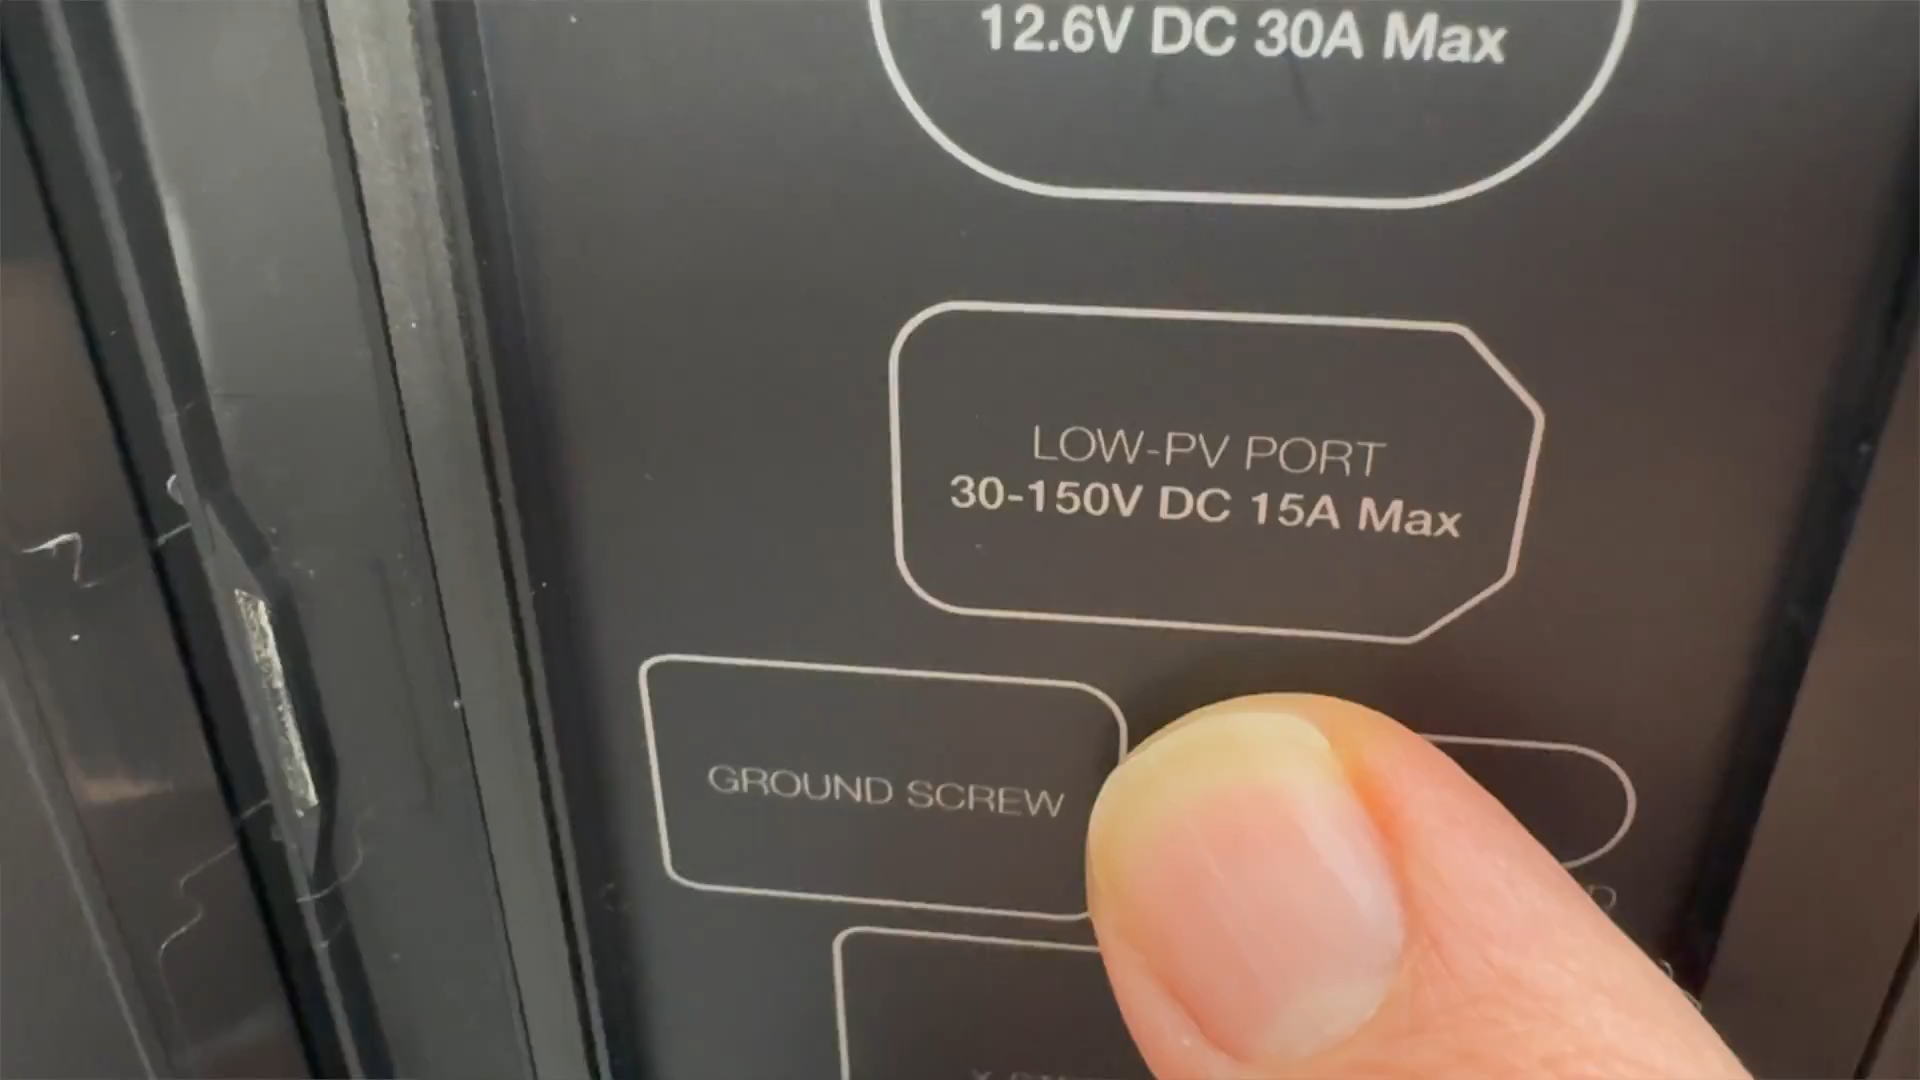 12.6V DC 30A Max
LOW-PV PORT
30-150V DC 15A Max
GROUND SCREW